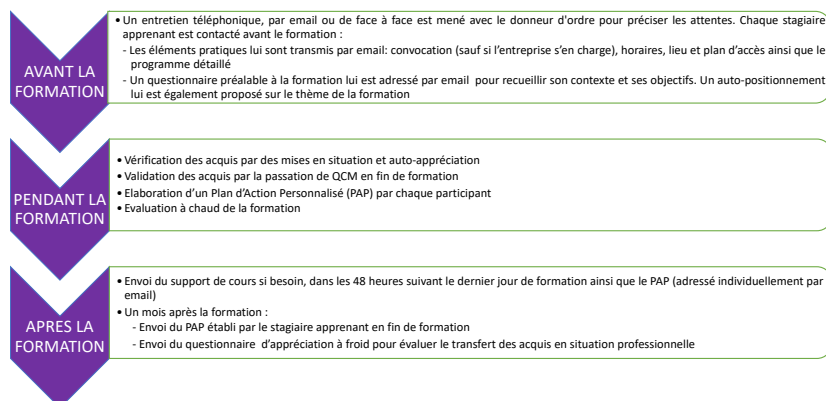 AVANT LA
FORMATION
• Un entretien téléphonique, par email ou de face à face est mené avec le donneur d'ordre pour préciser les attentes. Chaque stagiaire
apprenant est contacté avant le formation :
- Les éléments pratiques lui sont transmis par email: convocation (sauf si l'entreprise s'en charge), horaires, lieu et plan d'accès ainsi que le
programme détaillé
- Un questionnaire préalable à la formation lui est adressé par email pour recueillir son contexte et ses objectifs. Un auto-positionnement
lui est également proposé sur le thème de la formation
PENDANT LA
FORMATION
• Vérification des acquis par des mises en situation et auto-appréciation
• Validation des acquis par la passation de QCM en fin de formation
• Elaboration d'un Plan d'Action Personnalisé (PAP) par chaque participant
• Evaluation à chaud de la formation
APRES LA
FORMATION
• Envoi du support de cours si besoin, dans les 48 heures suivant le dernier jour de formation ainsi que le PAP (adressé individuellement par
email)
• Un mois après la formation :
- Envoi du PAP établi par le stagiaire apprenant en fin de formation
- Envoi du questionnaire d'appréciation à froid pour évaluer le transfert des acquis en situation professionnelle